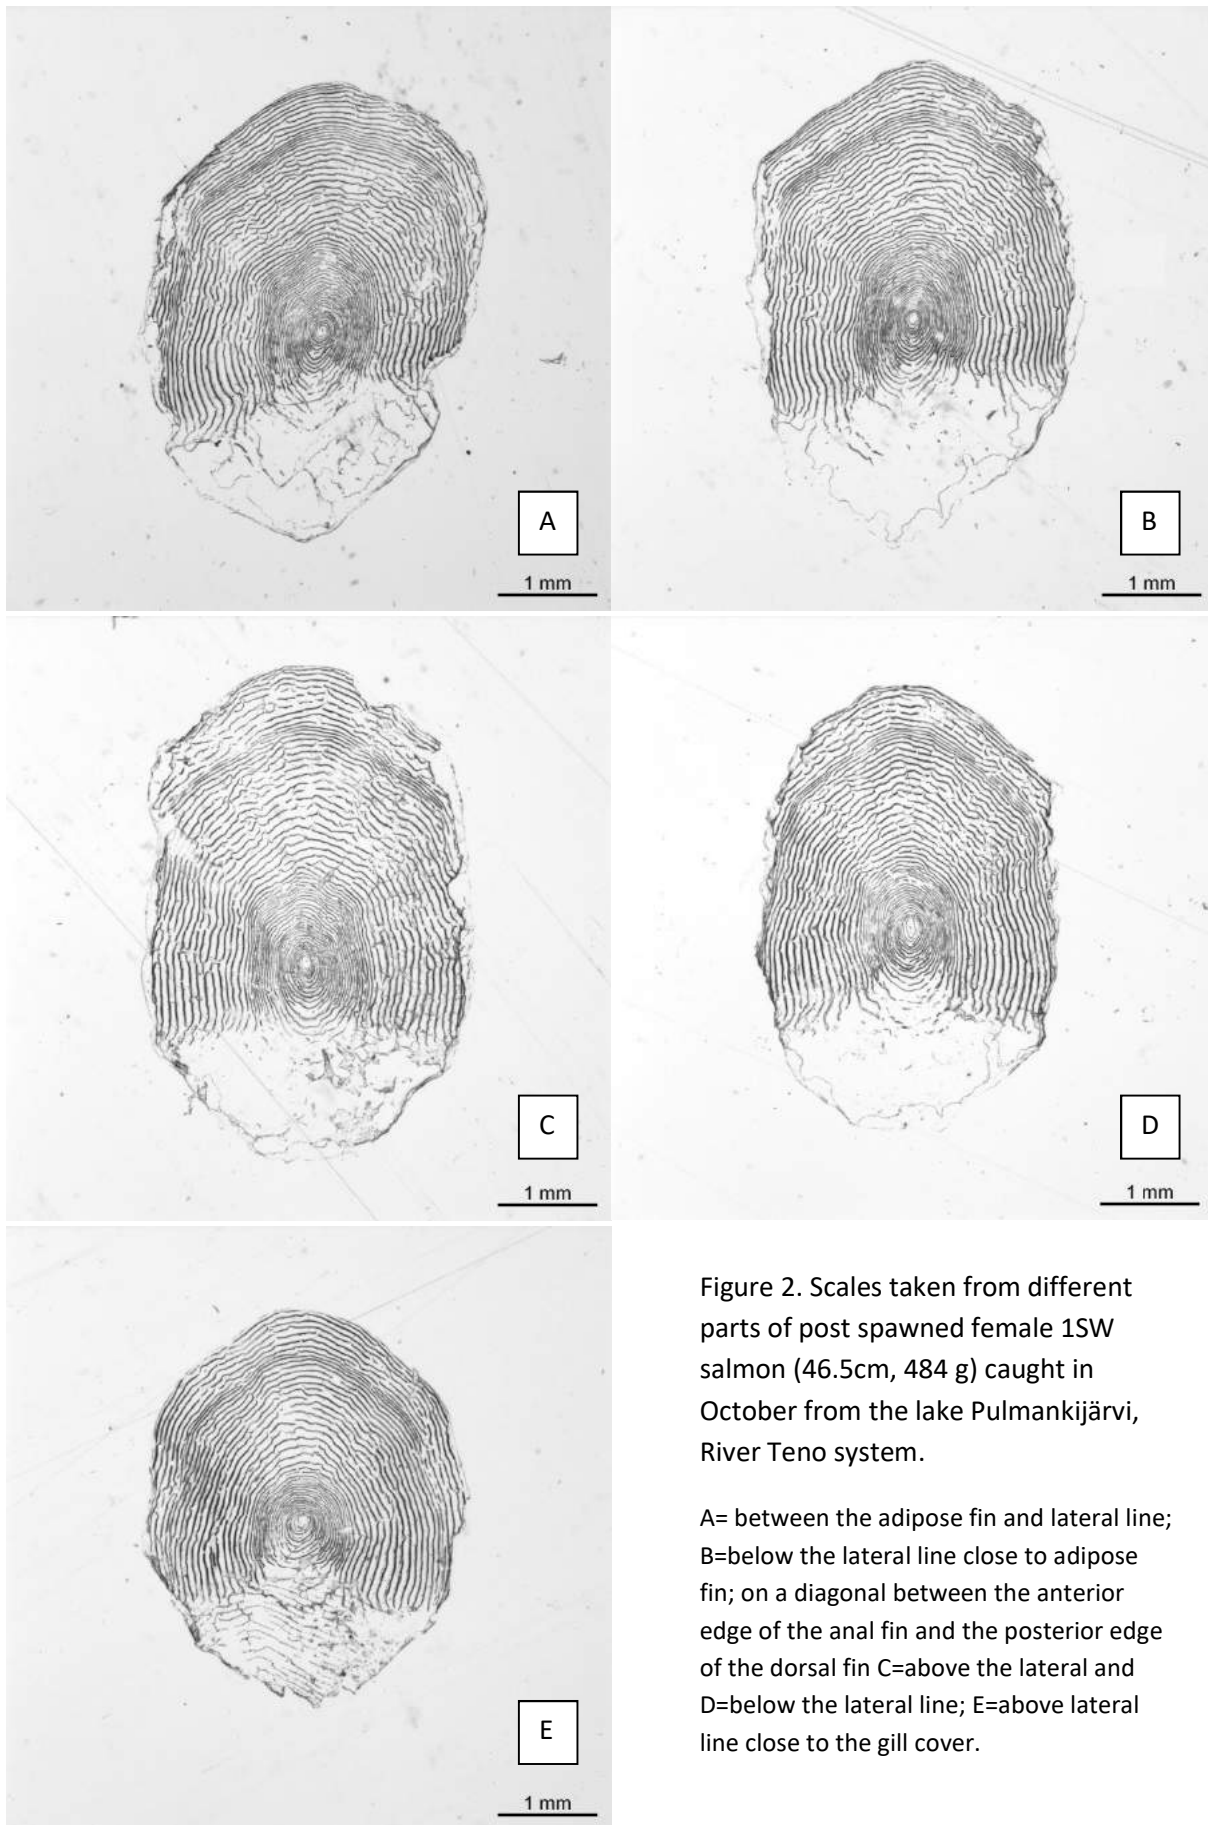 A
1 mm
B
1 mm
C
1 mm
D
1 mm
E
1 mm
Figure 2. Scales taken from different
parts of post spawned female 1SW
salmon (46.5cm, 484 g) caught in
October from the lake Pulmankijärvi,
River Teno system.
A= between the adipose fin and lateral line;
B=below the lateral line close to adipose
fin; on a diagonal between the anterior
edge of the anal fin and the posterior edge
of the dorsal fin C=above the lateral and
D=below the lateral line; E=above lateral
line close to the gill cover.